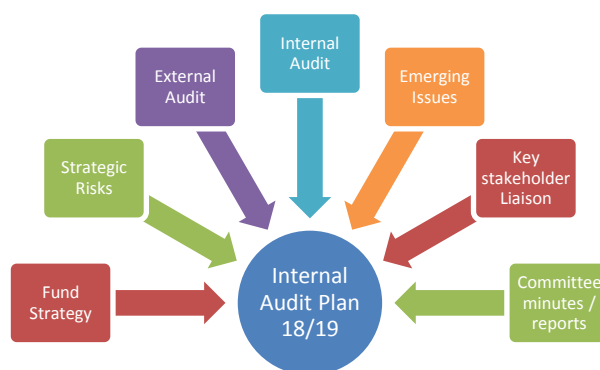 Internal
Audit
External
Audit
Emerging
Issues
Strategic
Risks
Key
stakeholder
Liaison
Fund
Strategy
Internal
Audit Plan
18/19
Committee
minutes /
reports